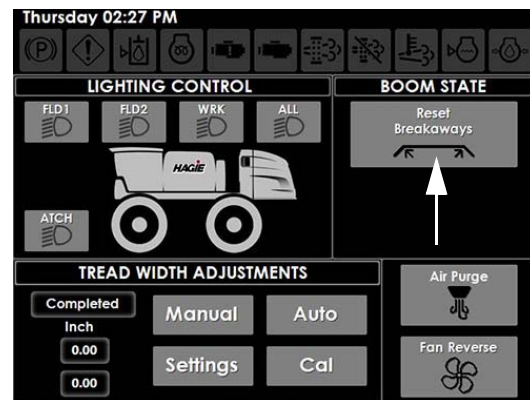 Thursday 02:27 PM
LIGHTING CONTROL
FLD1 FLD2 WRK ALL
HAGIE
ATCH
BOOM STATE
Reset
Breakaways
TREAD WIDTH ADJUSTMENTS
Completed
Inch
0.00
0.00
Manual Auto
Settings Cal
Air Purge
Fan Reverse